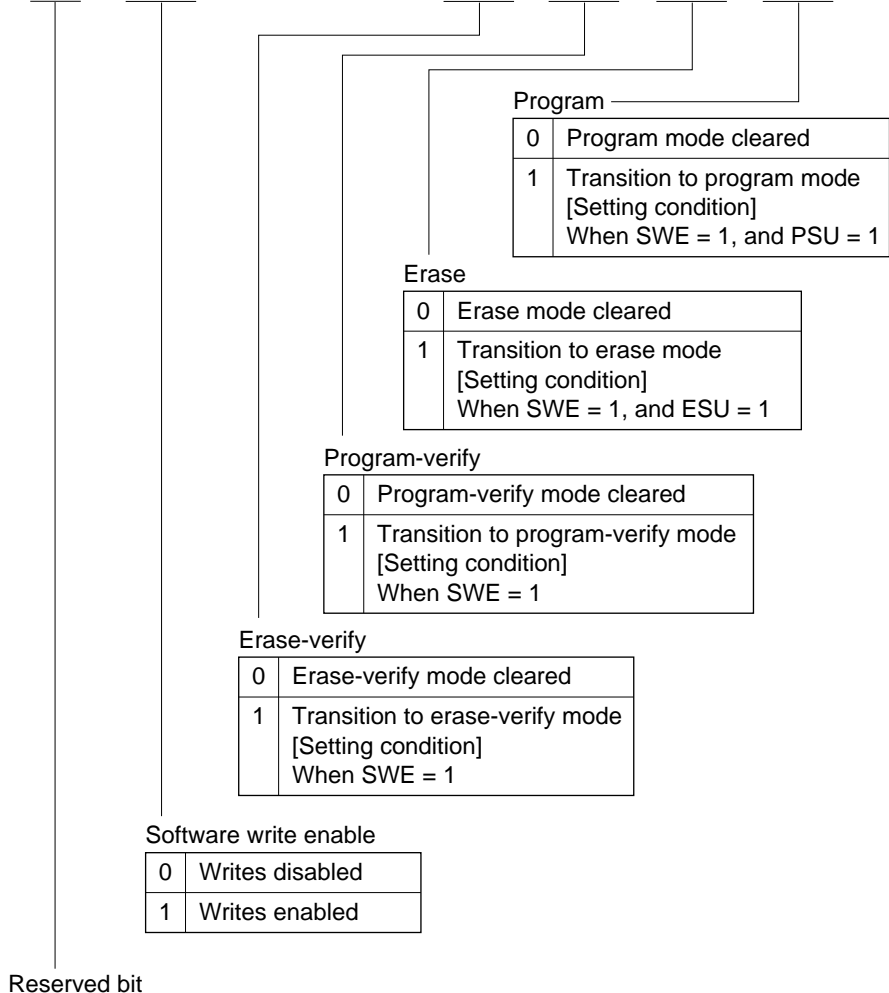 Program
0 Program mode cleared
1 Transition to program mode
[Setting condition]
When SWE = 1, and PSU = 1
Erase
0 Erase mode cleared
1 Transition to erase mode
[Setting condition]
When SWE = 1, and ESU = 1
Program-verify
0 Program-verify mode cleared
1 Transition to program-verify mode
[Setting condition]
When SWE = 1
Erase-verify
0 Erase-verify mode cleared
1 Transition to erase-verify mode
[Setting condition]
When SWE = 1
Software write enable
0 Writes disabled
1 Writes enabled
Reserved bit